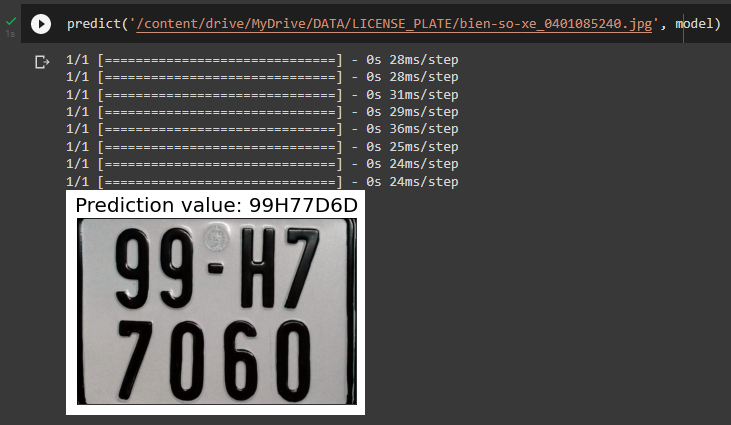 1s
predict('/content/drive/MyDrive/DATA/LICENSE_PLATE/bien-so-xe_0401085240.jpg', model)
1/1 [==============================] - 0s 28ms/step
1/1 [==============================] - 0s 28ms/step
1/1 [==============================] - 0s 31ms/step
1/1 [==============================] - 0s 29ms/step
1/1 [==============================] - 0s 36ms/step
1/1 [==============================] - 0s 25ms/step
1/1 [==============================] - 0s 24ms/step
1/1 [==============================] - 0s 24ms/step
Prediction value: 99H77D6D
99-H7
7060